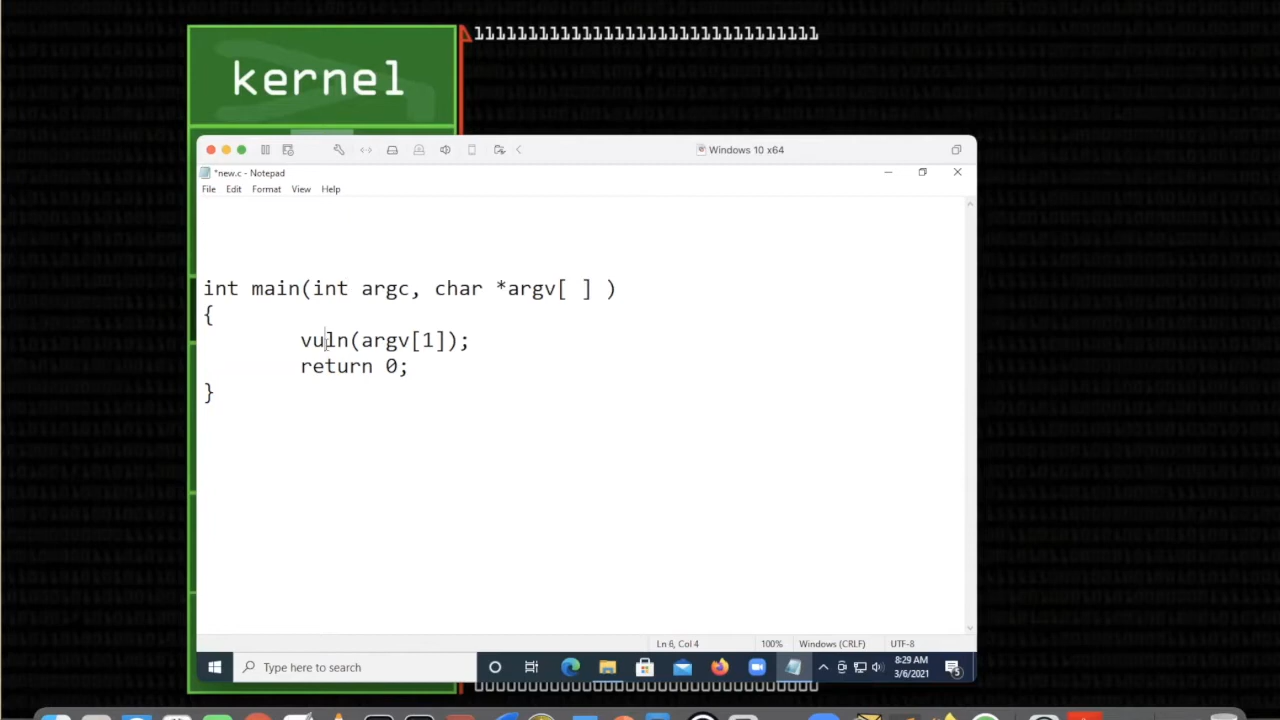 1111111111111111111111111111
kernel
Windows 10 x64
*new.c - Notepad
File Edit Format View Help
int main(int argc, char *argv[ ] )
{
vuln(argv[1]);
return 0;
}
Ln 6, Col 4 100% Windows (CRLF) UTF-8
Type here to search
8:29 AM
3/6/2021
5